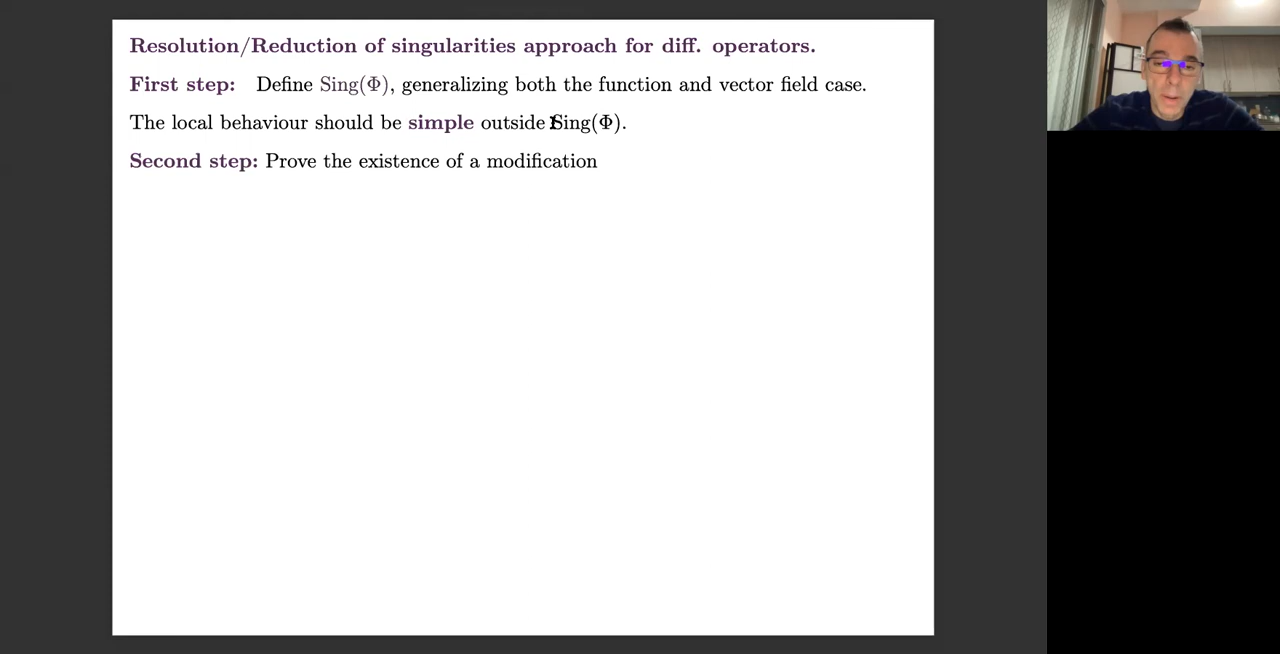 Resolution/Reduction of singularities approach for diff. operators.
First step: Define Sing(Φ), generalizing both the function and vector field case.
The local behaviour should be simple outside Sing(Φ).
Second step: Prove the existence of a modification